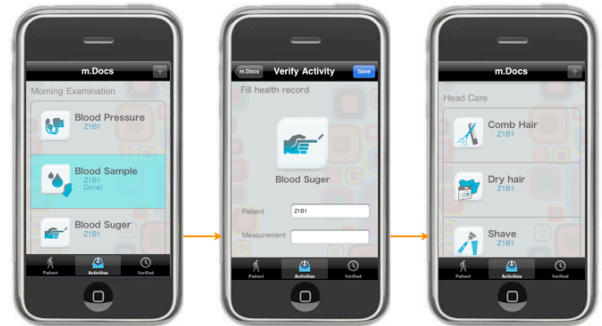 m.Docs
+
Morning Examination
Blood Pressure
Z1B1
Blood Sample
Z1B1
Done!
Blood Suger
Z1B1
Patient
Activities
Verified
m.Docs
Verify Activity
Save
Fill health record
Blood Suger
Patient
Z1B1
Measurement
Patient
Activities
Verified
m.Docs
+
Head Care
Comb Hair
Z1B1
Dry hair
Z1B1
Shave
Z1B1
Patient
Activities
Verified